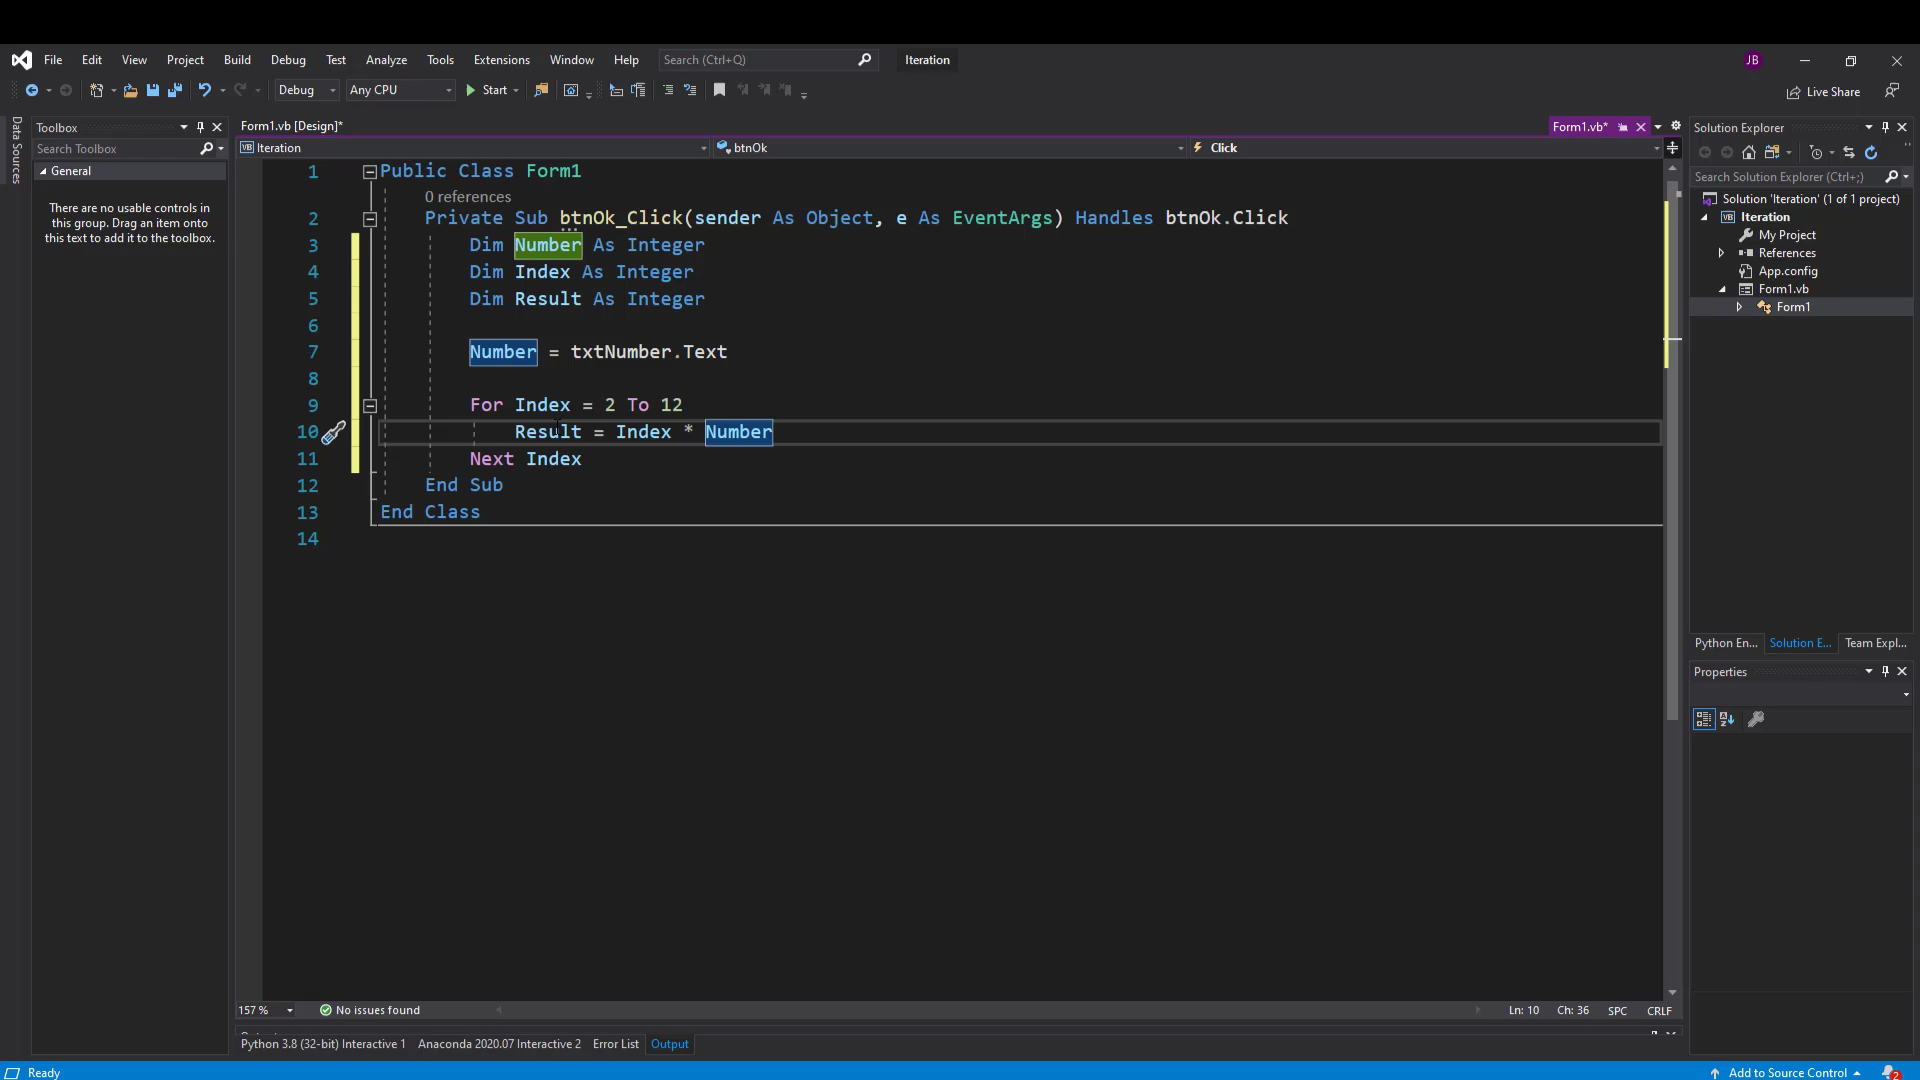 File Edit View Project Build Debug Test Analyze Tools Extensions Window Help Search (Ctrl+Q) Iteration JB
Debug Any CPU Start Live Share
Data Sources
Toolbox
Search Toolbox
General
There are no usable controls in
this group. Drag an item onto
this text to add it to the toolbox.
Form1.vb [Design]* Form1.vb*
Iteration btnOk Click
1 Public Class Form1
0 references
2 Private Sub btnOk_Click(sender As Object, e As EventArgs) Handles btnOk.Click
3 Dim Number As Integer
4 Dim Index As Integer
5 Dim Result As Integer
6
7 Number = txtNumber.Text
8
9 For Index = 2 To 12
10 Result = Index * Number
11 Next Index
12 End Sub
13 End Class
14
157 % No issues found Ln: 10 Ch: 36 SPC CRLF
Python 3.8 (32-bit) Interactive 1 Anaconda 2020.07 Interactive 2 Error List Output
Solution Explorer
Search Solution Explorer (Ctrl+;)
Solution 'Iteration' (1 of 1 project)
VB Iteration
My Project
References
App.config
Form1.vb
Form1
Python En... Solution E... Team Expl...
Properties
Ready Add to Source Control 2